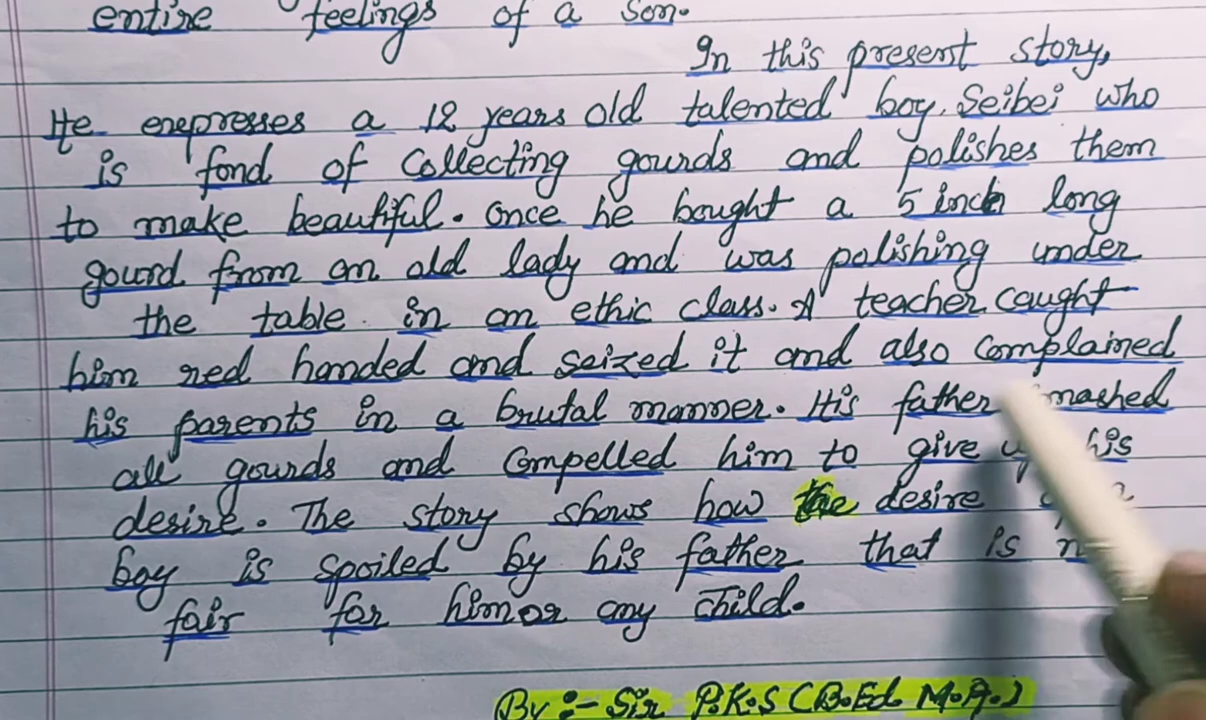 entire feelings of a son.
In this present story,
He enepresses a 12 years old talented boy, Seibei who
is fond of collecting gourds and polishes them
to make beautiful. Once he bought a 5 inch long
gourd from an old lady and was polishing under
the table in an ethic class. A teacher caught
him red handed and seized it and also complained
his parents in a brutal manner. His father mashed
all gourds and compelled him to give his
desire. The story shows how the desire
boy is spoiled by his father that is
fair for him or any child.
By :- Sir P.K.S (B.Ed M.A.)